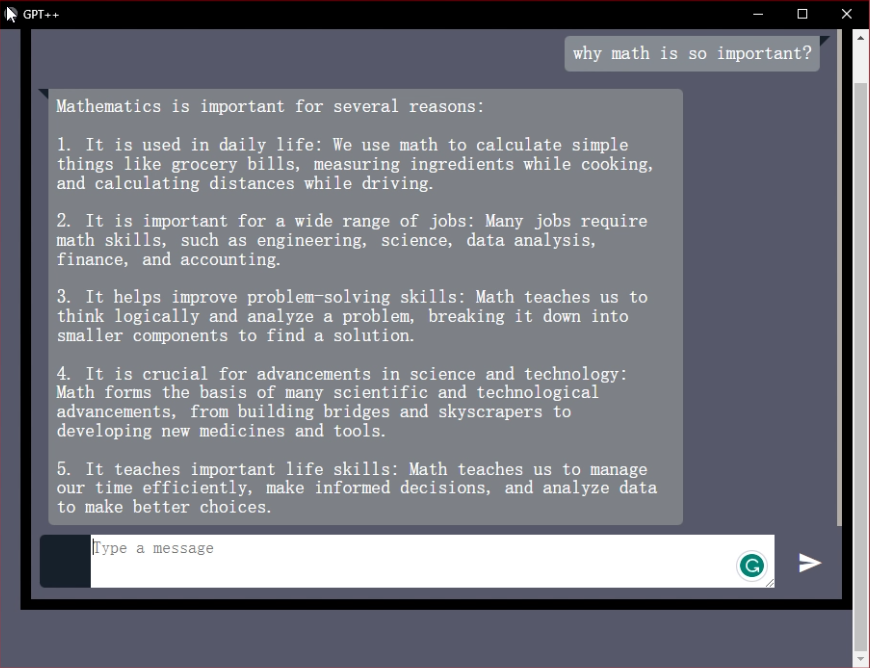 GPT++
why math is so important?
Mathematics is important for several reasons:
1. It is used in daily life: We use math to calculate simple
things like grocery bills, measuring ingredients while cooking,
and calculating distances while driving.
2. It is important for a wide range of jobs: Many jobs require
math skills, such as engineering, science, data analysis,
finance, and accounting.
3. It helps improve problem-solving skills: Math teaches us to
think logically and analyze a problem, breaking it down into
smaller components to find a solution.
4. It is crucial for advancements in science and technology:
Math forms the basis of many scientific and technological
advancements, from building bridges and skyscrapers to
developing new medicines and tools.
5. It teaches important life skills: Math teaches us to manage
our time efficiently, make informed decisions, and analyze data
to make better choices.
Type a message